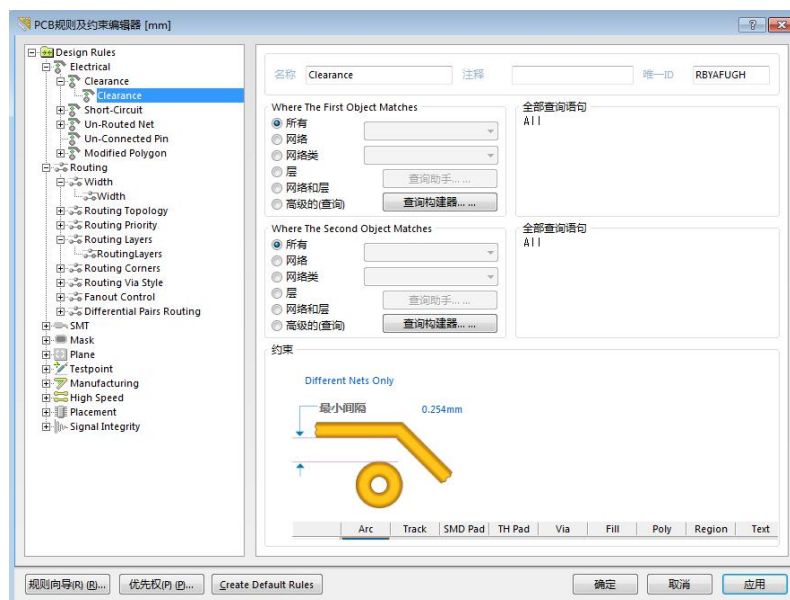 PCB规则及约束编辑器 [mm]
Design Rules
Electrical
Clearance
Clearance
Short-Circuit
Un-Routed Net
Un-Connected Pin
Modified Polygon
Routing
Width
Width
Routing Topology
Routing Priority
Routing Layers
RoutingLayers
Routing Corners
Routing Via Style
Fanout Control
Differential Pairs Routing
SMT
Mask
Plane
Testpoint
Manufacturing
High Speed
Placement
Signal Integrity
名称 Clearance 注释 唯一ID RBYAFUGH
Where The First Object Matches
所有
网络
网络类
层
网络和层
高级的(查询)
查询助手... ...
查询构建器... ...
全部查询语句
All
Where The Second Object Matches
所有
网络
网络类
层
网络和层
高级的(查询)
查询助手... ...
查询构建器... ...
全部查询语句
All
约束
Different Nets Only
最小间隔 0.254mm
Arc Track SMD Pad TH Pad Via Fill Poly Region Text
规则向导(R) (R)... 优先权(P) (P)... Create Default Rules 确定 取消 应用